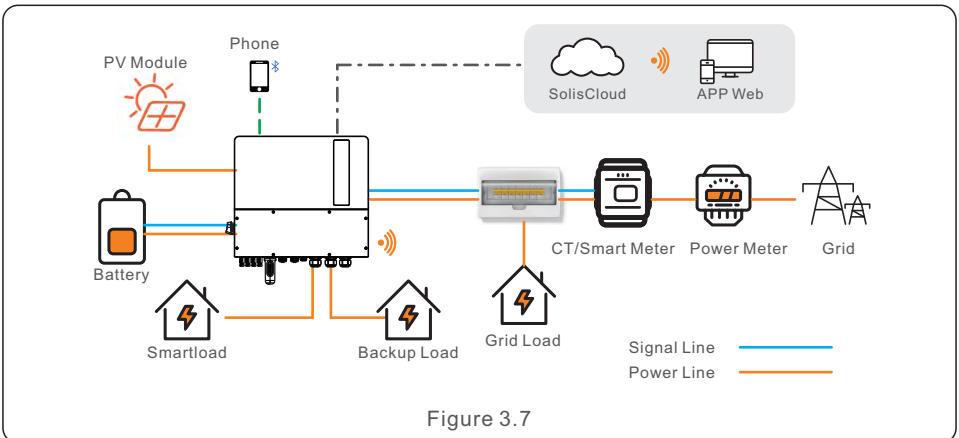 Phone
PV Module
SolisCloud
APP Web
CT/Smart Meter
Power Meter
Grid
Battery
Grid Load
Smartload
Backup Load
Signal Line
Power Line
Figure 3.7